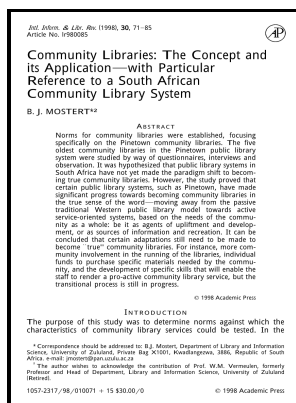 Intl. Inform. & Libr. Rev. (1998), 30, 71–85
Article No. lr980085
AP
Community Libraries: The Concept and
its Application—with Particular
Reference to a South African
Community Library System
B. J. MOSTERT*²
ABSTRACT
Norms for community libraries were established, focusing
specifically on the Pinetown community libraries. The five
oldest community libraries in the Pinetown public library
system were studied by way of questionnaires, interviews and
observation. It was hypothesized that public library systems in
South Africa have not yet made the paradigm shift to becom-
ing true community libraries. However, the study proved that
certain public library systems, such as Pinetown, have made
significant progress towards becoming community libraries in
the true sense of the word—moving away from the passive
traditional Western public library model towards active
service-oriented systems, based on the needs of the commu-
nity as a whole: be it as agents of upliftment and develop-
ment, or as sources of information and recreation. It can be
concluded that certain adaptations still need to be made to
become ``true'' community libraries. For instance, more com-
munity involvement in the running of the libraries, individual
funds to purchase specific materials needed by the commu-
nity, and the development of specific skills that will enable the
staff to render a pro-active community library service, but the
transitional process is still in progress.
© 1998 Academic Press
INTRODUCTION
The purpose of this study was to determine norms against which the
characteristics of community library services could be tested. In the
* Correspondence should be addressed to: B.J. Mostert, Department of Library and Information
Science, University of Zululand, Private Bag X1001, Kwadlangezwa, 3886, Republic of South
Africa. e-mail: jmostert@pan.uzulu.ac.za
² The author wishes to acknowledge the contribution of Prof. W.M. Vermeulen, formerly
Professor and Head of Department, Library and Information Science, University of Zululand
(Retired).
1057-2317/98/010071 + 15 $30.00/0 © 1998 Academic Press